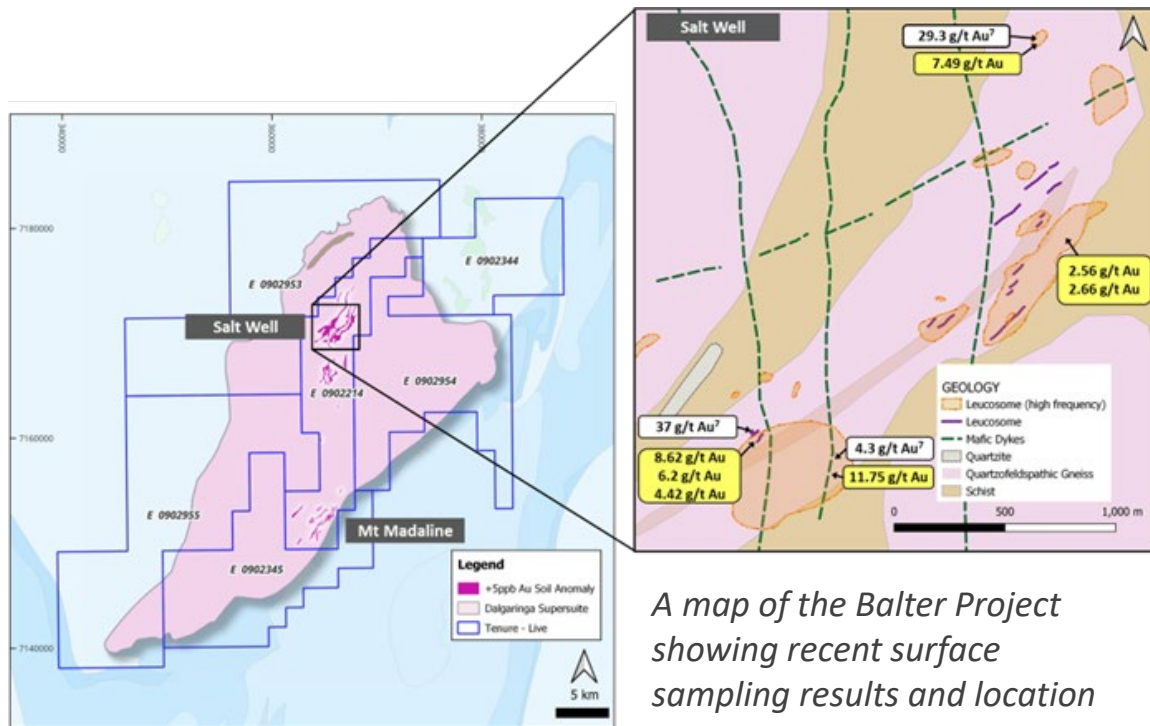 340000
360000
380000
7180000
7160000
7140000
E 0902953
E 0902344
Salt Well
E 0902214
E 0902954
E 0902955
Mt Madaline
E 0902345
Legend
+5ppb Au Soil Anomaly
Dalgaringa Supersuite
Tenure - Live
5 km
Salt Well
29.3 g/t Au⁷
7.49 g/t Au
2.56 g/t Au
2.66 g/t Au
37 g/t Au⁷
8.62 g/t Au
6.2 g/t Au
4.42 g/t Au
4.3 g/t Au⁷
11.75 g/t Au
GEOLOGY
Leucosome (high frequency)
Leucosome
Mafic Dykes
Quartzite
Quartzofeldspathic Gneiss
Schist
0 500 1,000 m
A map of the Balter Project
showing recent surface
sampling results and location